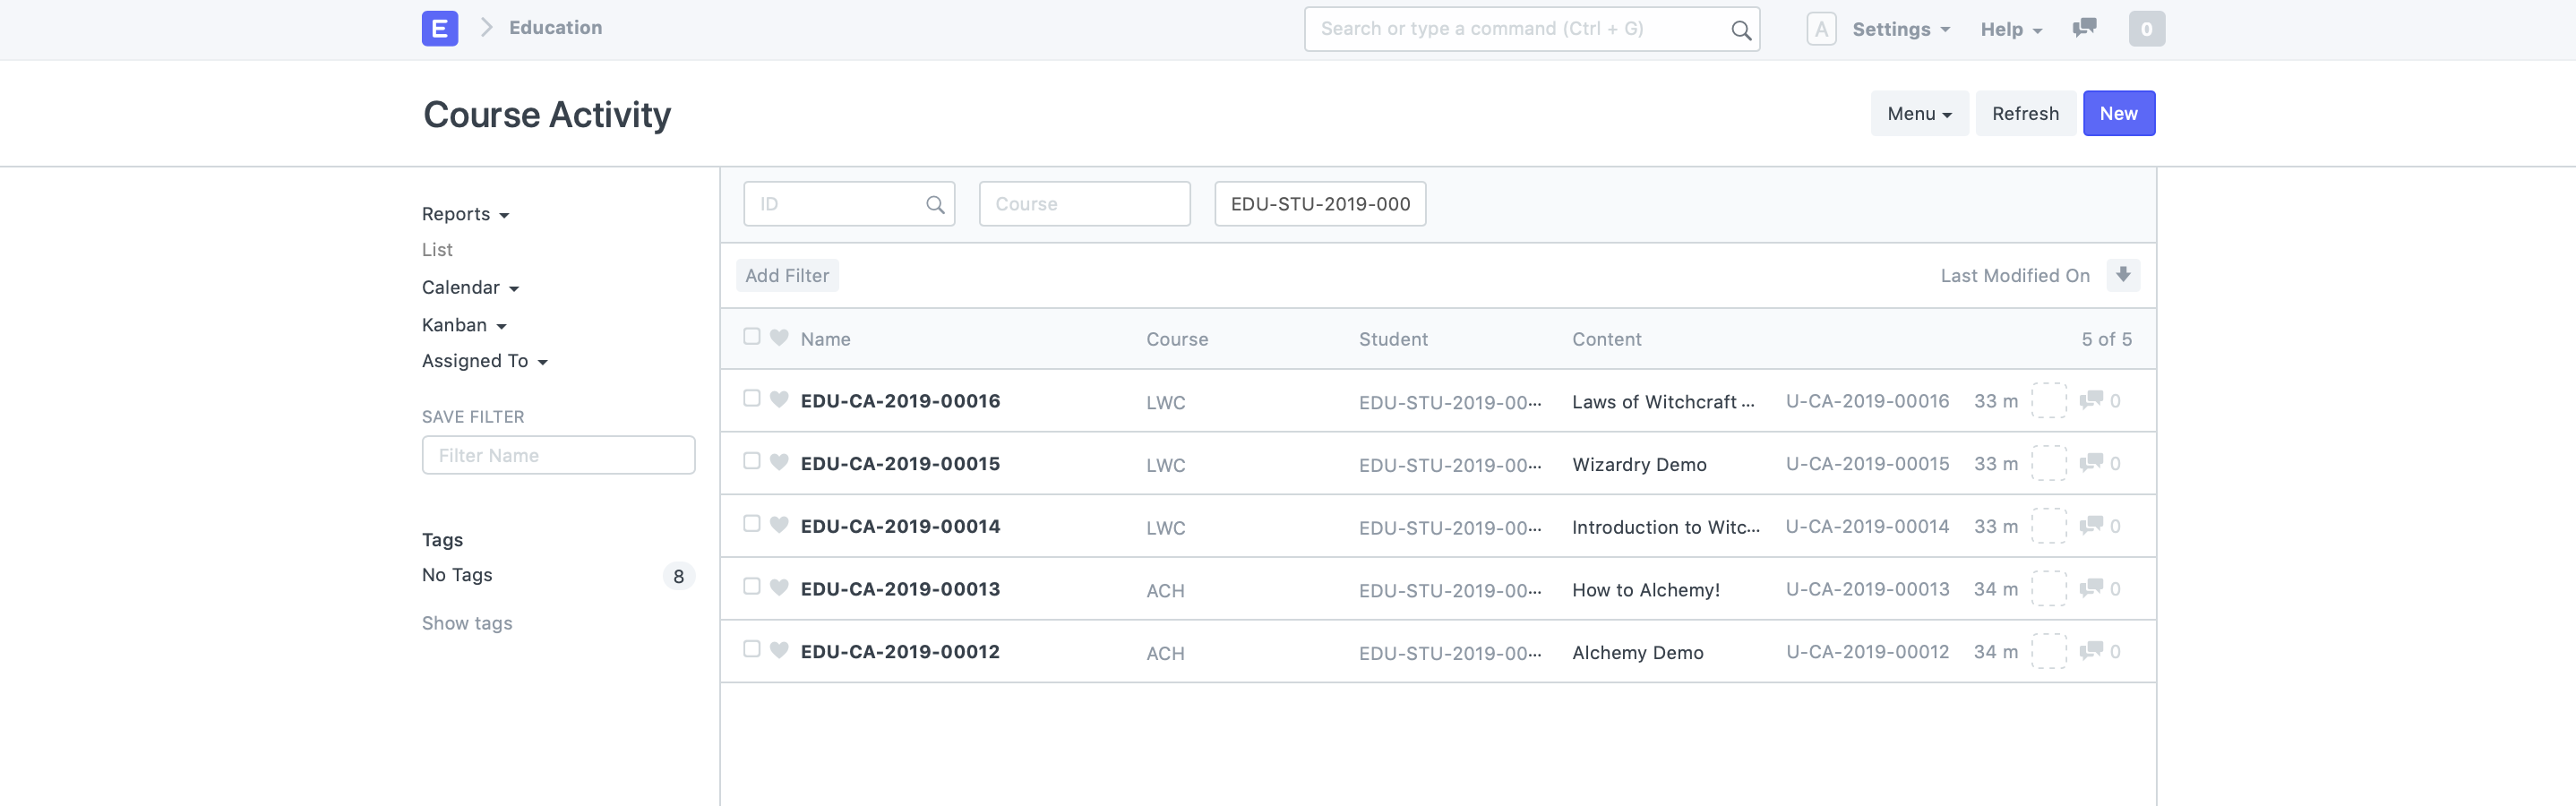 E Education Search or type a command (Ctrl + G) A Settings Help 0
Course Activity Menu Refresh New
Reports
List
Calendar
Kanban
Assigned To
SAVE FILTER
Filter Name
Tags
No Tags 8
Show tags
ID Course EDU-STU-2019-000
Add Filter Last Modified On
Name Course Student Content 5 of 5
EDU-CA-2019-00016 LWC EDU-STU-2019-00... Laws of Witchcraft ... U-CA-2019-00016 33 m 0
EDU-CA-2019-00015 LWC EDU-STU-2019-00... Wizardry Demo U-CA-2019-00015 33 m 0
EDU-CA-2019-00014 LWC EDU-STU-2019-00... Introduction to Witc... U-CA-2019-00014 33 m 0
EDU-CA-2019-00013 ACH EDU-STU-2019-00... How to Alchemy! U-CA-2019-00013 34 m 0
EDU-CA-2019-00012 ACH EDU-STU-2019-00... Alchemy Demo U-CA-2019-00012 34 m 0